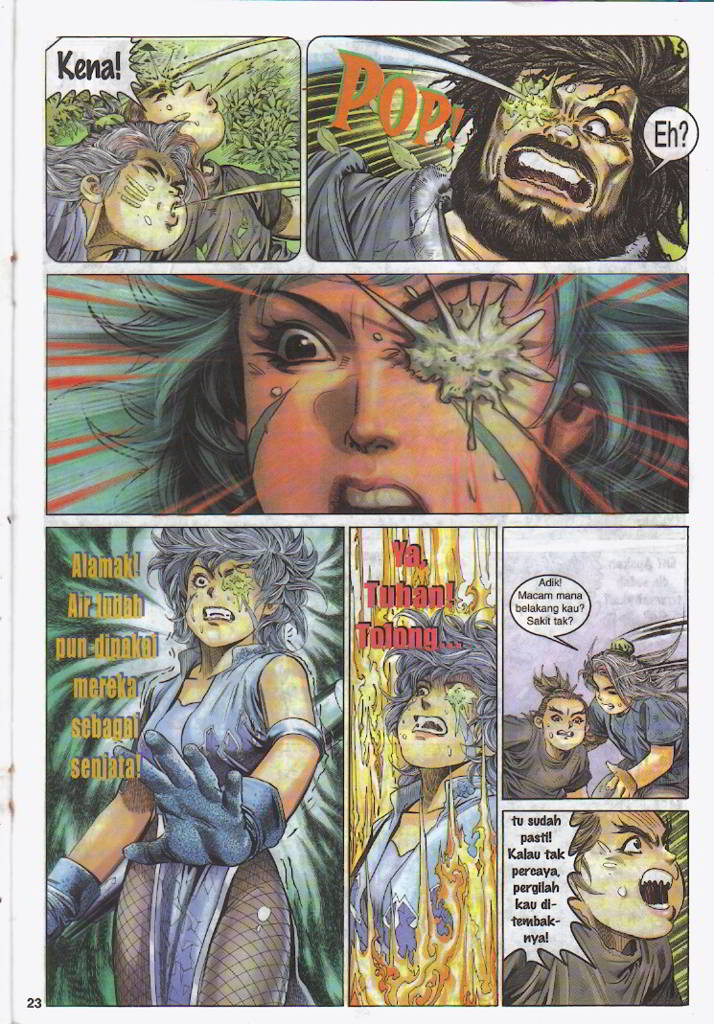 Kena!
POP!
Eh?
Alamak!
Air ludah
pun dipakai
mereka
sebagai
senjata!
Ya,
Tuhan!
Tolong...
Adik!
Macam mana
belakang kau?
Sakit tak?
tu sudah
pasti!
Kalau tak
percaya,
pergilah
kau di-
tembak-
nya!
23